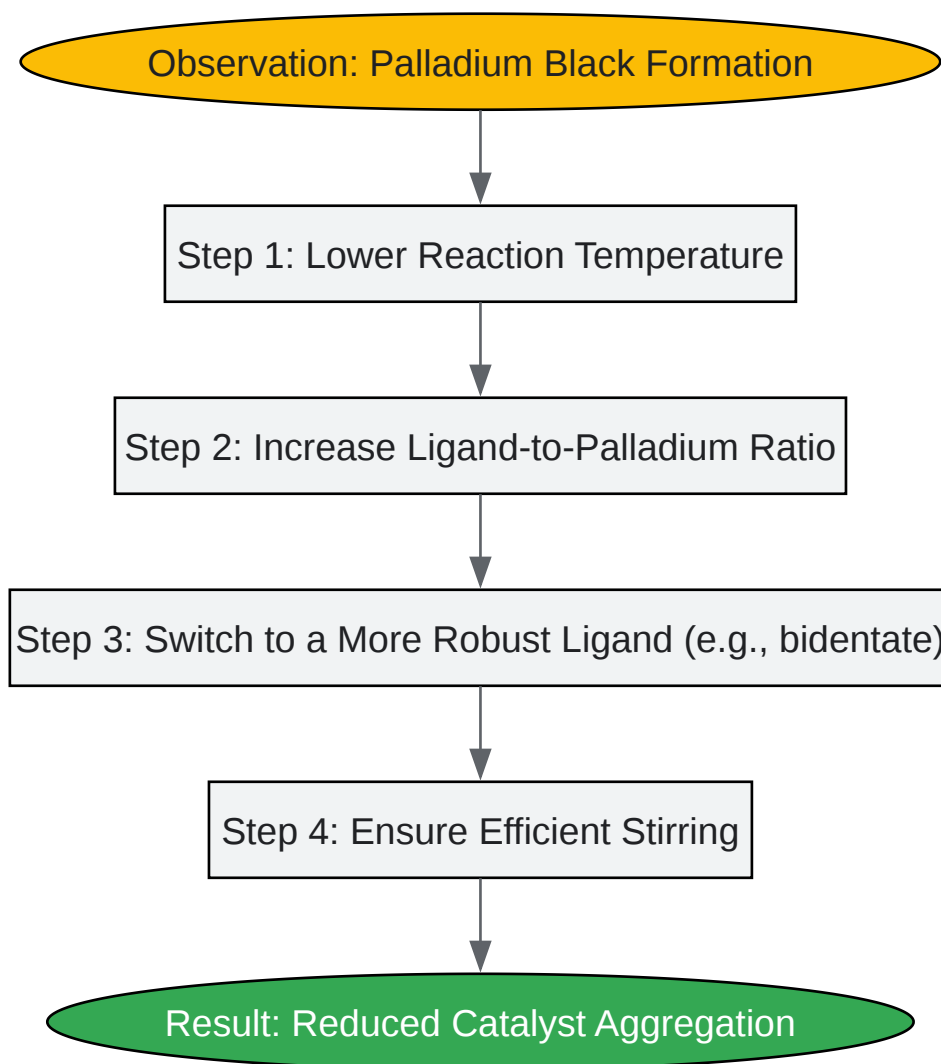 Observation: Palladium Black Formation
Step 1: Lower Reaction Temperature
Step 2: Increase Ligand-to-Palladium Ratio
Step 3: Switch to a More Robust Ligand (e.g., bidentate)
Step 4: Ensure Efficient Stirring
Result: Reduced Catalyst Aggregation